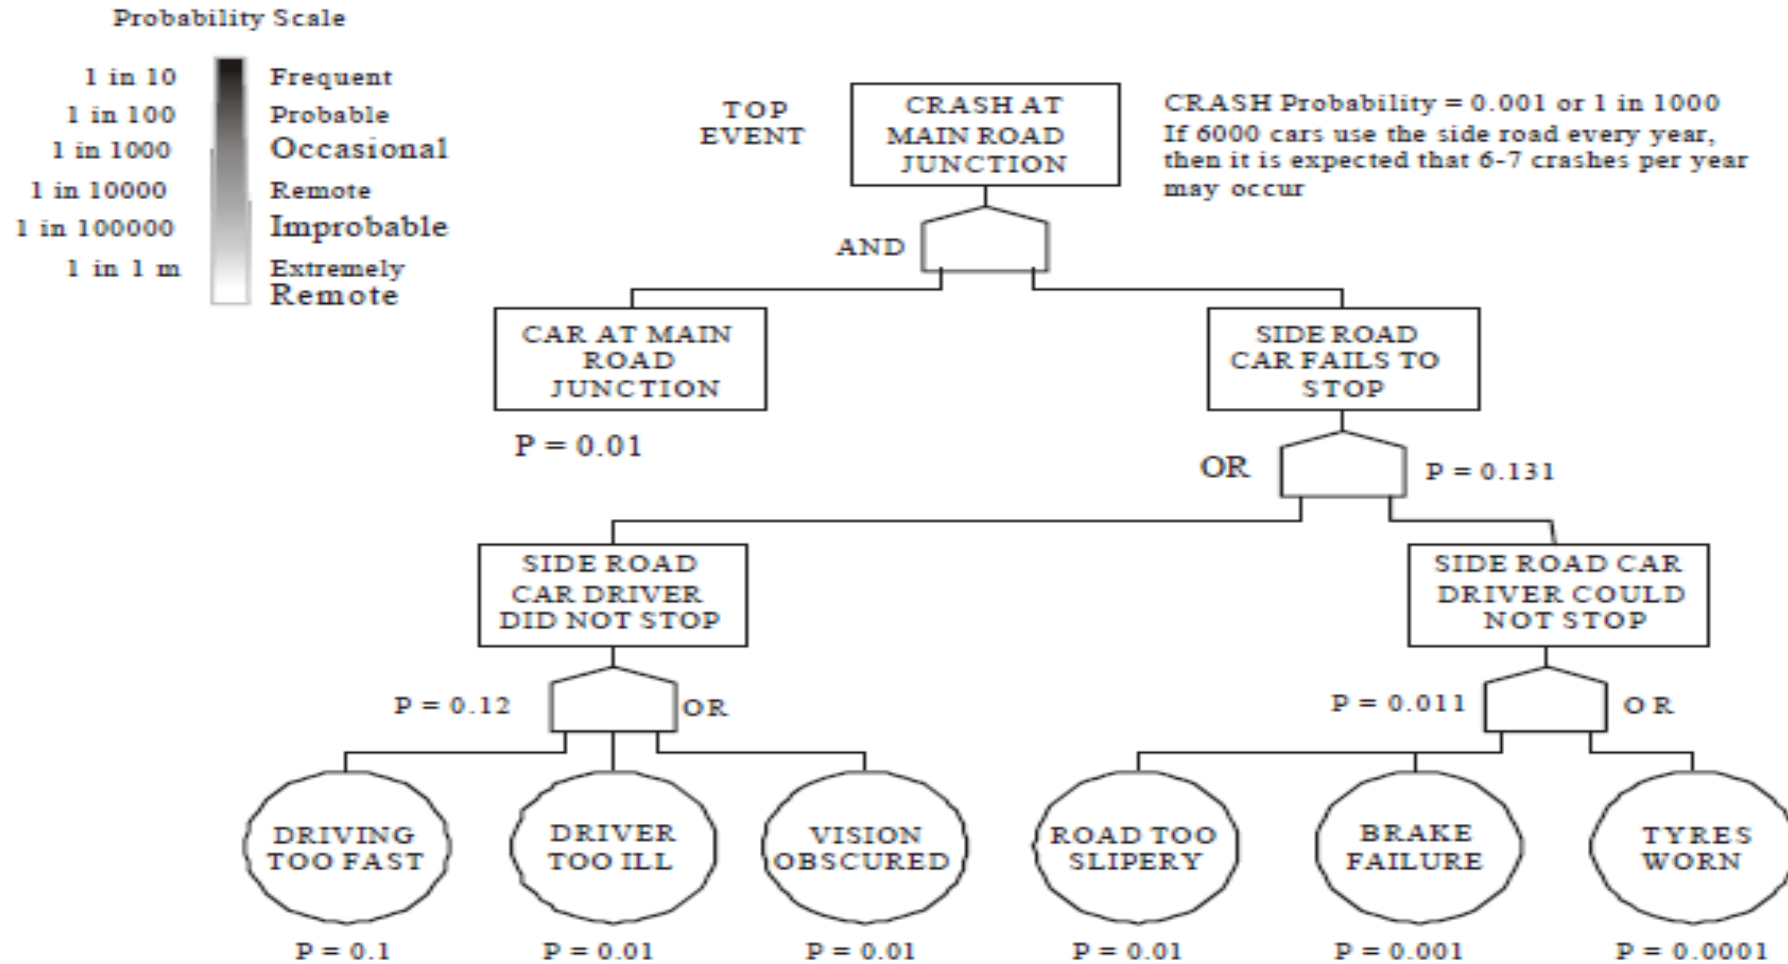 Probability Scale
1 in 10 Frequent
1 in 100 Probable
1 in 1000 Occasional
1 in 10000 Remote
1 in 100000 Improbable
1 in 1 m Extremely
Remote
TOP
EVENT
CRASH AT
MAIN ROAD
JUNCTION
CRASH Probability = 0.001 or 1 in 1000
If 6000 cars use the side road every year,
then it is expected that 6-7 crashes per year
may occur
AND
CAR AT MAIN
ROAD
JUNCTION
P = 0.01
SIDE ROAD
CAR FAILS TO
STOP
OR
P = 0.131
SIDE ROAD
CAR DRIVER
DID NOT STOP
P = 0.12
OR
SIDE ROAD CAR
DRIVER COULD
NOT STOP
P = 0.011
OR
DRIVING
TOO FAST
P = 0.1
DRIVER
TOO ILL
P = 0.01
VISION
OBSCURED
P = 0.01
ROAD TOO
SLIPERY
P = 0.01
BRAKE
FAILURE
P = 0.001
TYRES
WORN
P = 0.0001